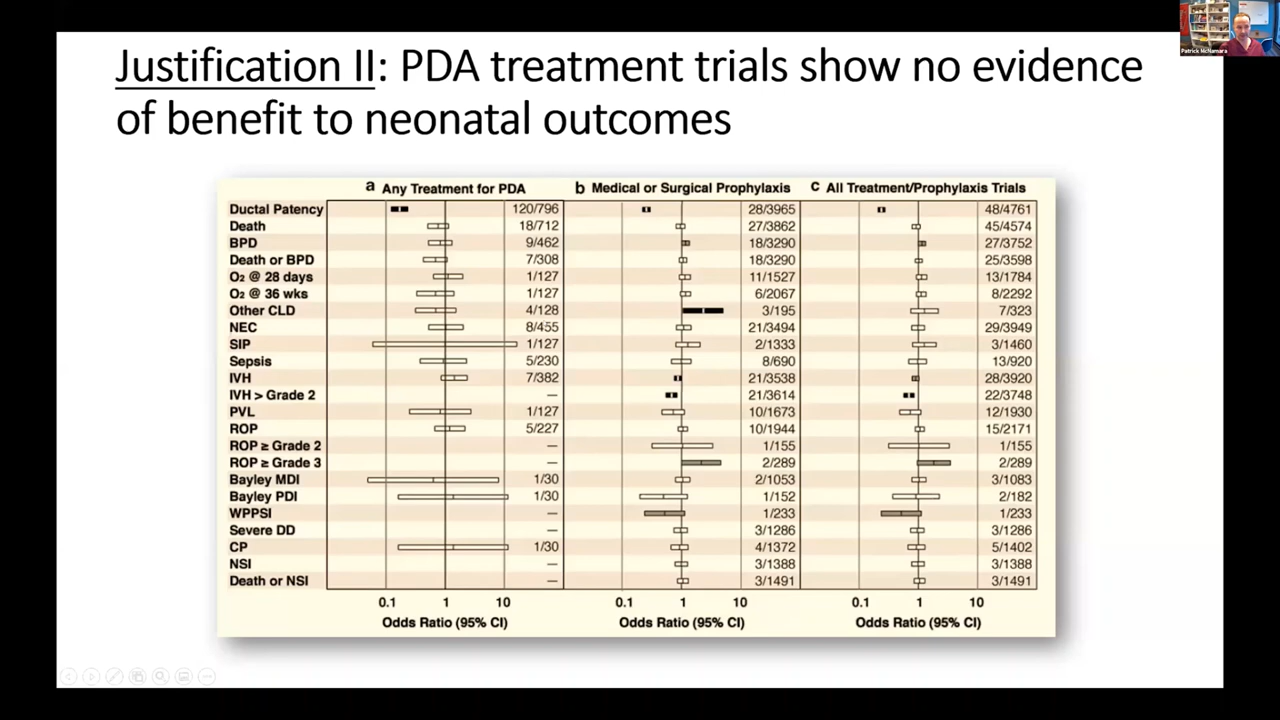 Patrick McNamara
Justification II: PDA treatment trials show no evidence
of benefit to neonatal outcomes
a Any Treatment for PDA b Medical or Surgical Prophylaxis c All Treatment/Prophylaxis Trials
Ductal Patency 120/796 28/3965 48/4761
Death 18/712 27/3862 45/4574
BPD 9/462 18/3290 27/3752
Death or BPD 7/308 18/3290 25/3598
O₂ @ 28 days 1/127 11/1527 13/1784
O₂ @ 36 wks 1/127 6/2067 8/2292
Other CLD 4/128 3/195 7/323
NEC 8/455 21/3494 29/3949
SIP 1/127 2/1333 3/1460
Sepsis 5/230 8/690 13/920
IVH 7/382 21/3538 28/3920
IVH > Grade 2 — 21/3614 22/3748
PVL 1/127 10/1673 12/1930
ROP 5/227 10/1944 15/2171
ROP ≥ Grade 2 — 1/155 1/155
ROP ≥ Grade 3 — 2/289 2/289
Bayley MDI 1/30 2/1053 3/1083
Bayley PDI 1/30 1/152 2/182
WPPSI — 1/233 1/233
Severe DD — 3/1286 3/1286
CP 1/30 4/1372 5/1402
NSI — 3/1388 3/1388
Death or NSI — 3/1491 3/1491
0.1 1 10 0.1 1 10 0.1 1 10
Odds Ratio (95% CI) Odds Ratio (95% CI) Odds Ratio (95% CI)